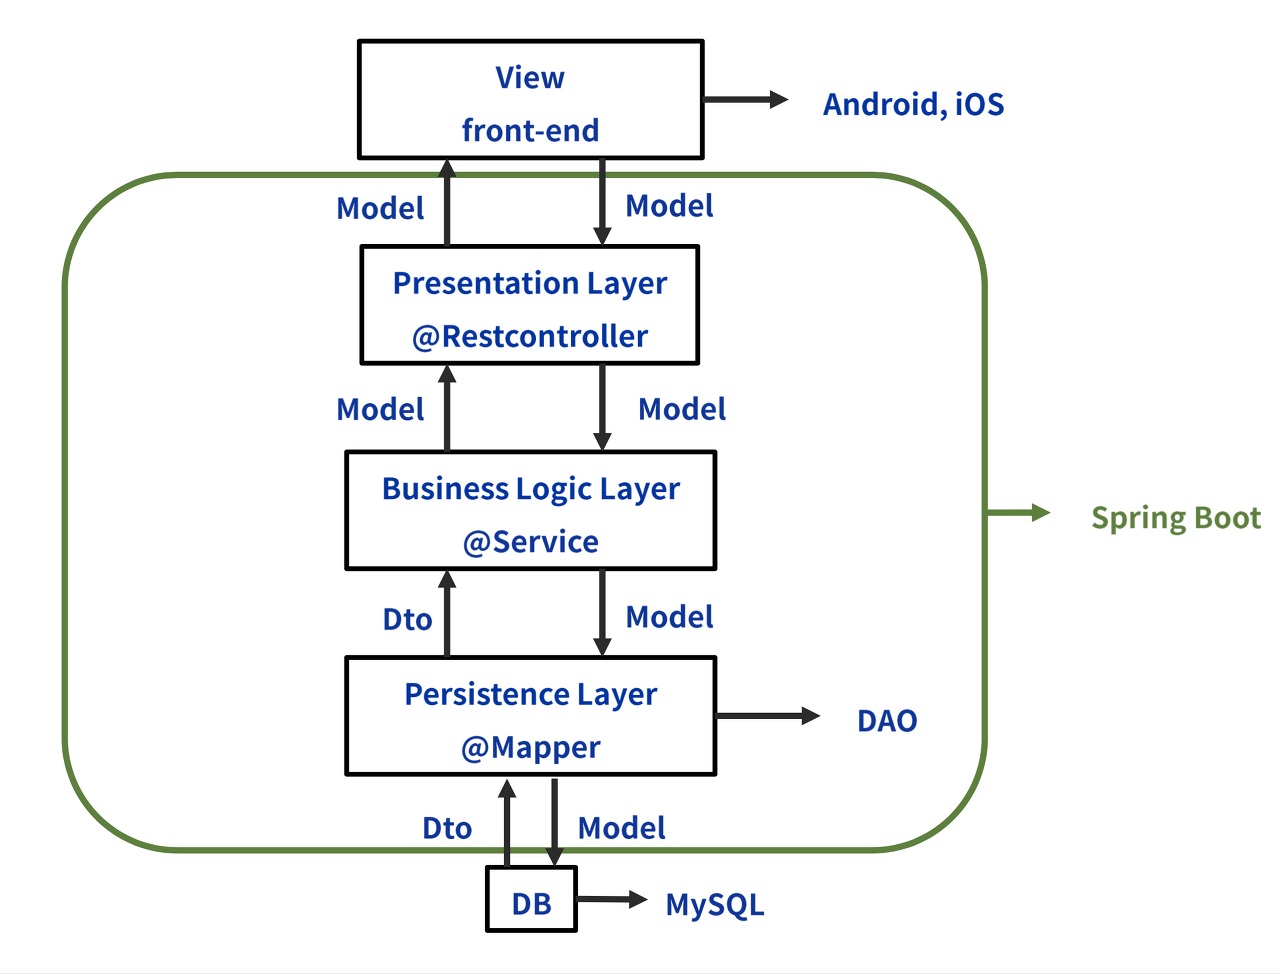 View
front-end
Android, iOS
Model
Model
Presentation Layer
@Restcontroller
Model
Model
Business Logic Layer
@Service
Spring Boot
Dto
Model
Persistence Layer
@Mapper
DAO
Dto
Model
DB
MySQL